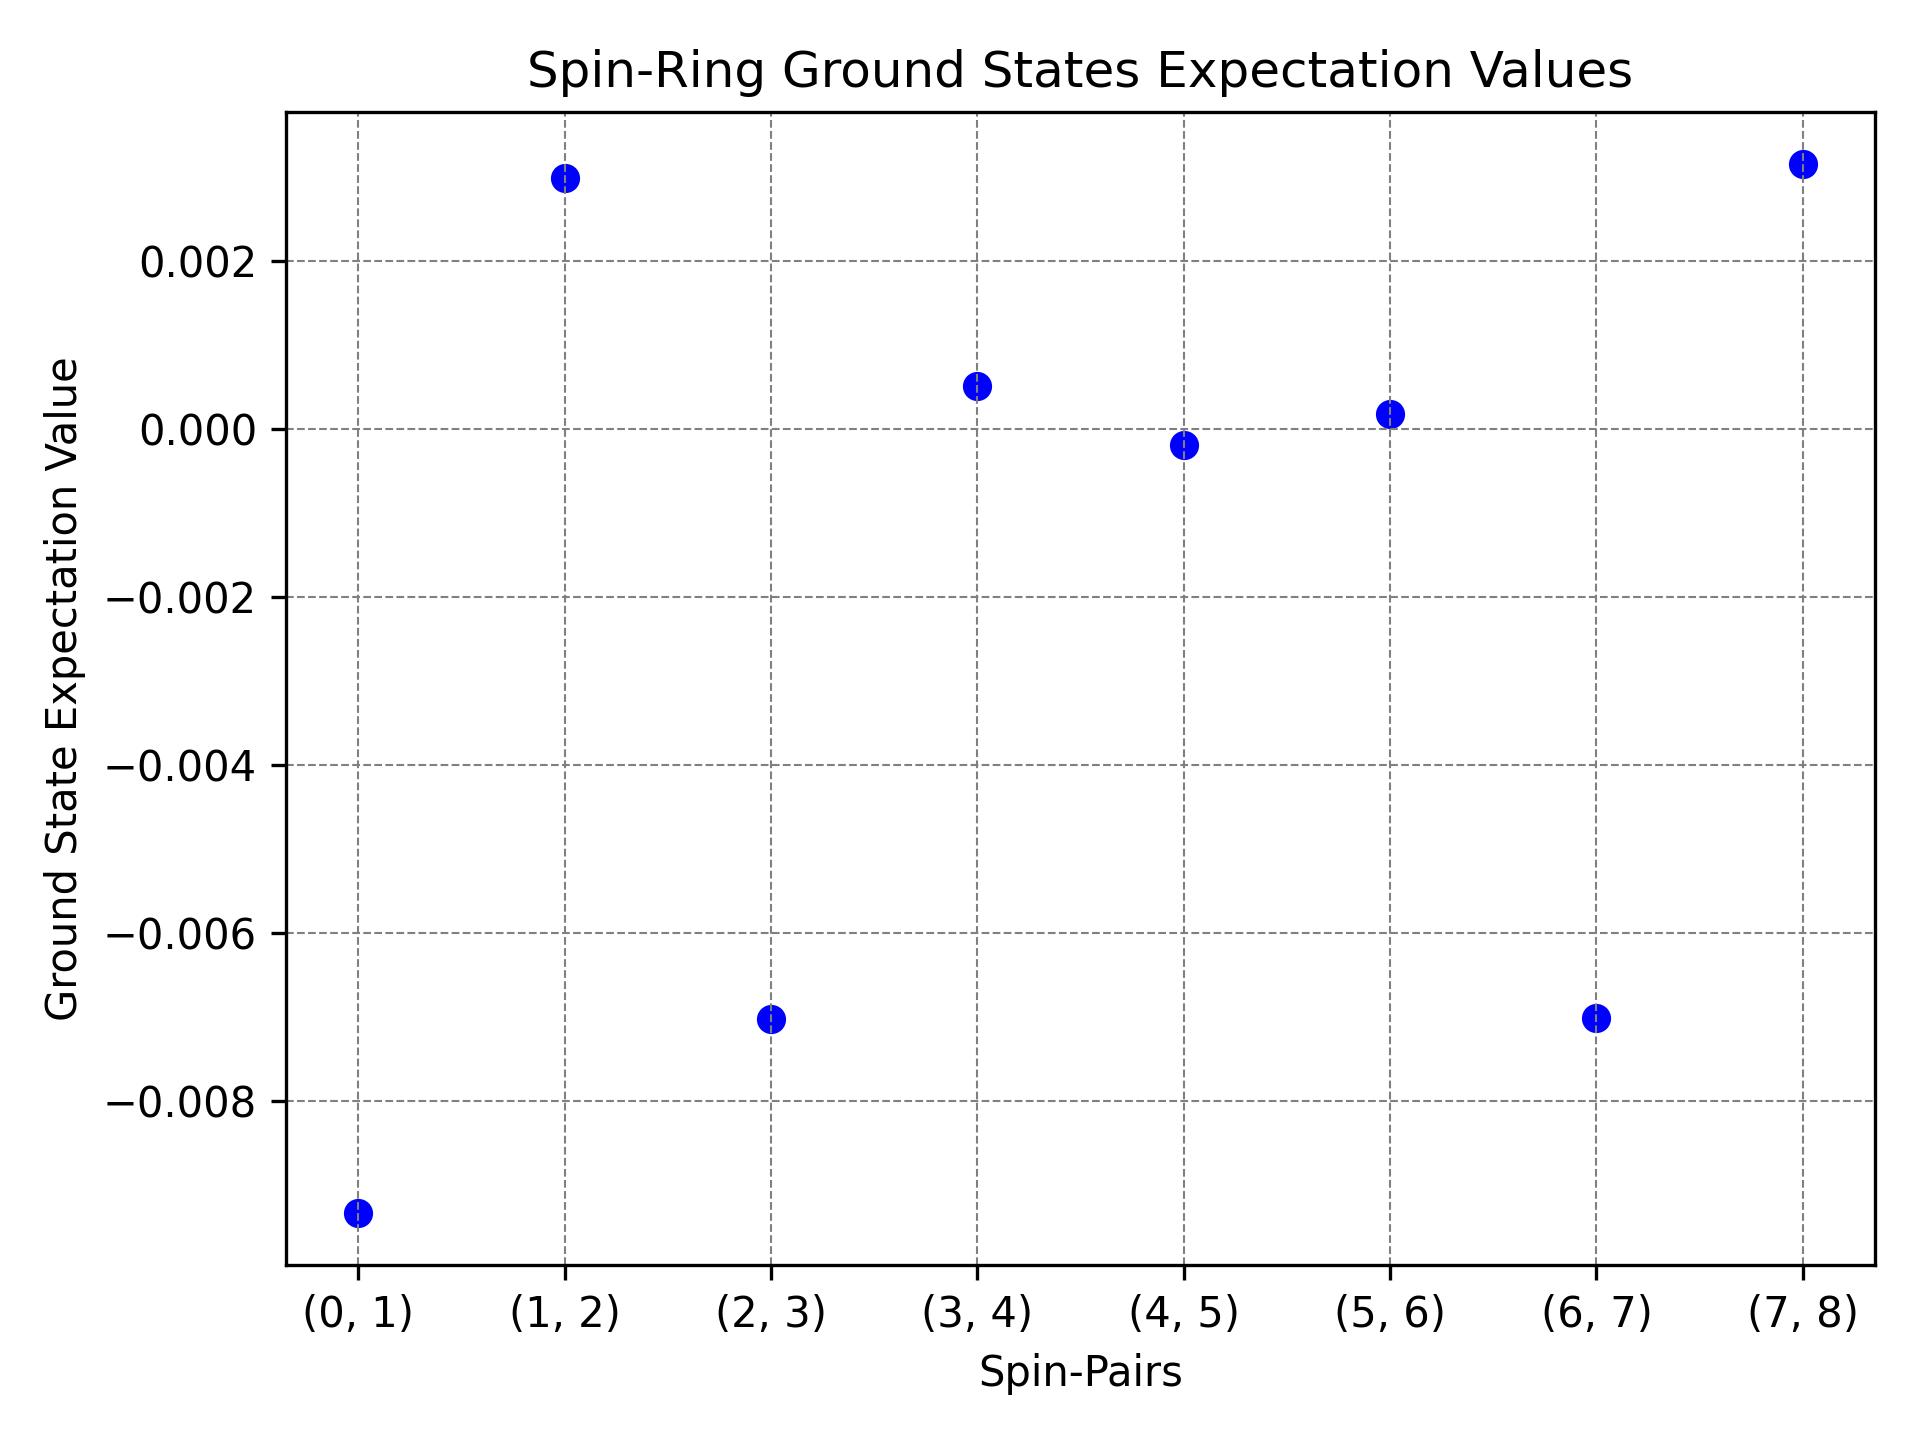 Spin-Ring Ground States Expectation Values
Ground State Expectation Value
0.002
0.000
−0.002
−0.004
−0.006
−0.008
(0, 1) (1, 2) (2, 3) (3, 4) (4, 5) (5, 6) (6, 7) (7, 8)
Spin-Pairs